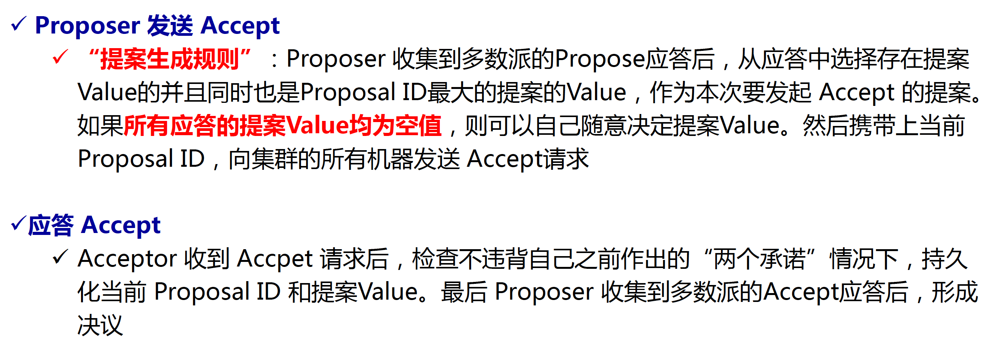 ✓ Proposer 发送 Accept
✓ “提案生成规则”：Proposer 收集到多数派的Propose应答后，从应答中选择存在提案
Value的并且同时也是Proposal ID最大的提案的Value，作为本次要发起 Accept 的提案。
如果所有应答的提案Value均为空值，则可以自己随意决定提案Value。然后携带上当前
Proposal ID，向集群的所有机器发送 Accept请求
✓应答 Accept
✓ Acceptor 收到 Accpet 请求后，检查不违背自己之前作出的“两个承诺”情况下，持久
化当前 Proposal ID 和提案Value。最后 Proposer 收集到多数派的Accept应答后，形成
决议